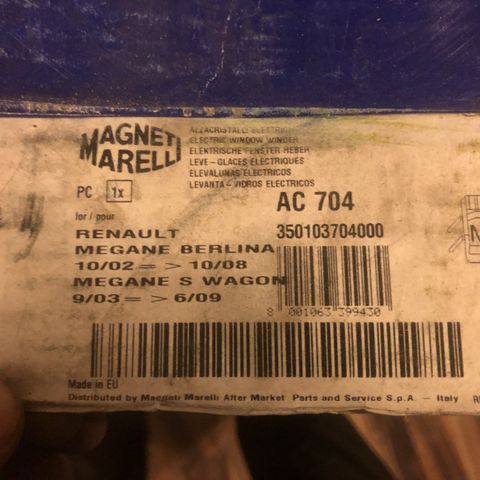 MAGNETI
MARELLI
ALZACRISTALLI ELETTRICI
ELECTRIC WINDOW WINDER
ELEKTRISCHE FENSTER HEBER
LEVE-GLACES ELECTRIQUES
ELEVALUNAS ELECTRICOS
LEVANTA-VIDROS ELECTRICOS
PC 1x
AC 704
for / pour
350103704000
RENAULT
MEGANE BERLINA
10/02 = > 10/08
MEGANE S WAGON
9/03 = > 6/09
8 001063 399430
Made in EU
Distributed by Magneti Marelli After Market Parts and Service S.p.A. - Italy